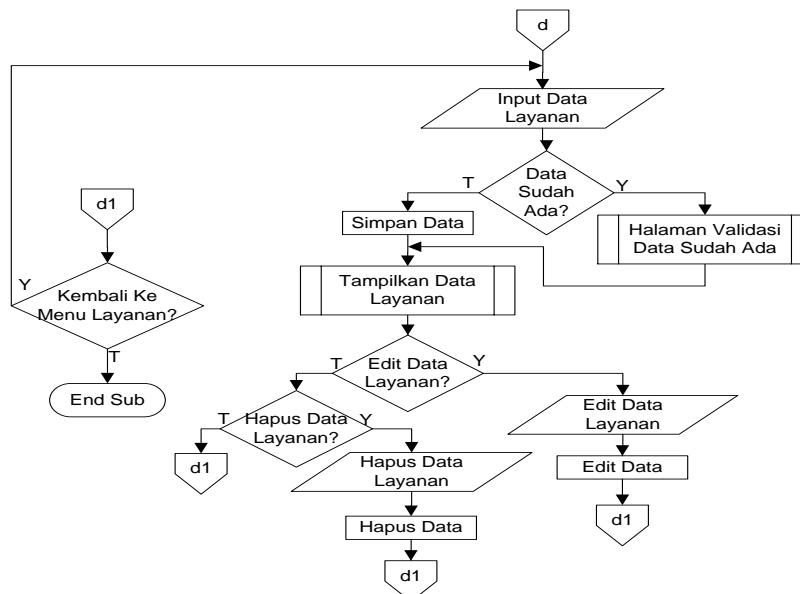 d
Input Data
Layanan
Data
Sudah
Ada?
T
Y
Simpan Data
Halaman Validasi
Data Sudah Ada
d1
Y
Kembali Ke
Menu Layanan?
T
End Sub
Tampilkan Data
Layanan
T
Edit Data
Layanan?
Y
T
Hapus Data
Layanan?
Y
Edit Data
Layanan
d1
Hapus Data
Layanan
Edit Data
Hapus Data
d1
d1